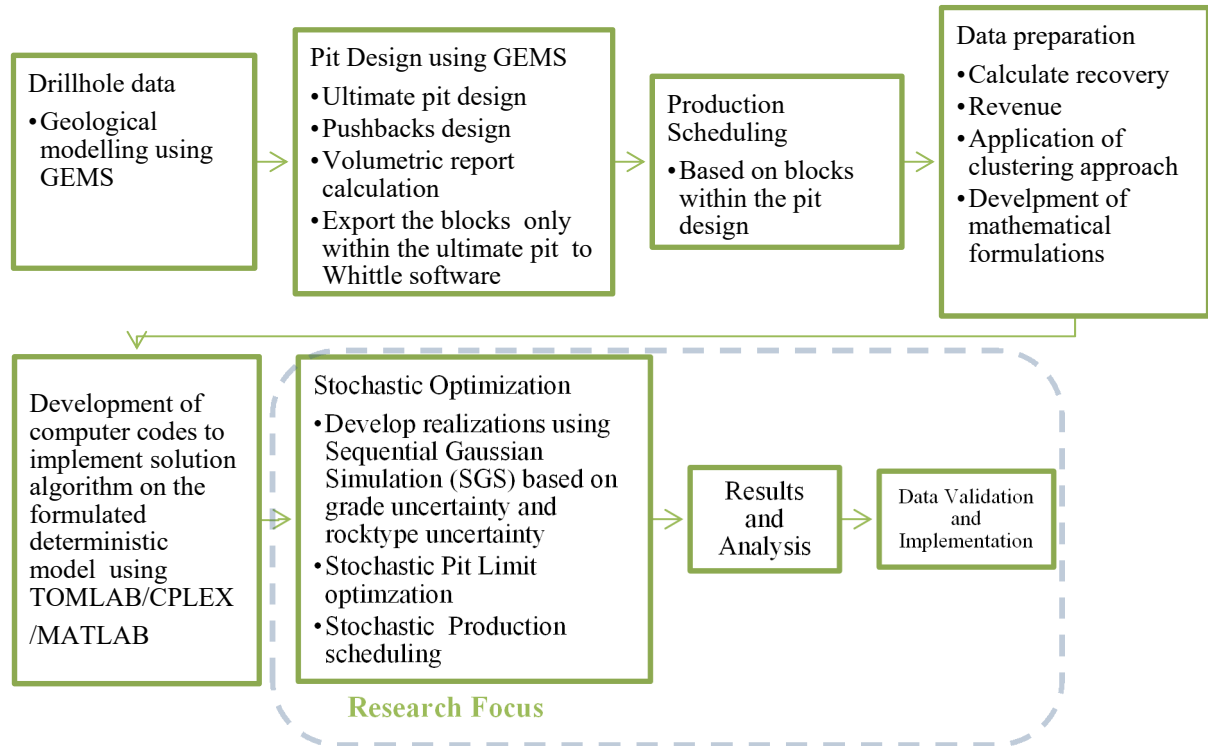 Drillhole data
•Geological
modelling using
GEMS
Pit Design using GEMS
•Ultimate pit design
•Pushbacks design
•Volumetric report
calculation
•Export the blocks only
within the ultimate pit to
Whittle software
Production
Scheduling
•Based on blocks
within the pit
design
Data preparation
•Calculate recovery
•Revenue
•Application of
clustering approach
•Develpment of
mathematical
formulations
Development of
computer codes to
implement solution
algorithm on the
formulated
deterministic
model using
TOMLAB/CPLEX
/MATLAB
Stochastic Optimization
•Develop realizations using
Sequential Gaussian
Simulation (SGS) based on
grade uncertainty and
rocktype uncertainty
•Stochastic Pit Limit
optimzation
•Stochastic Production
scheduling
Results
and
Analysis
Data Validation
and
Implementation
Research Focus